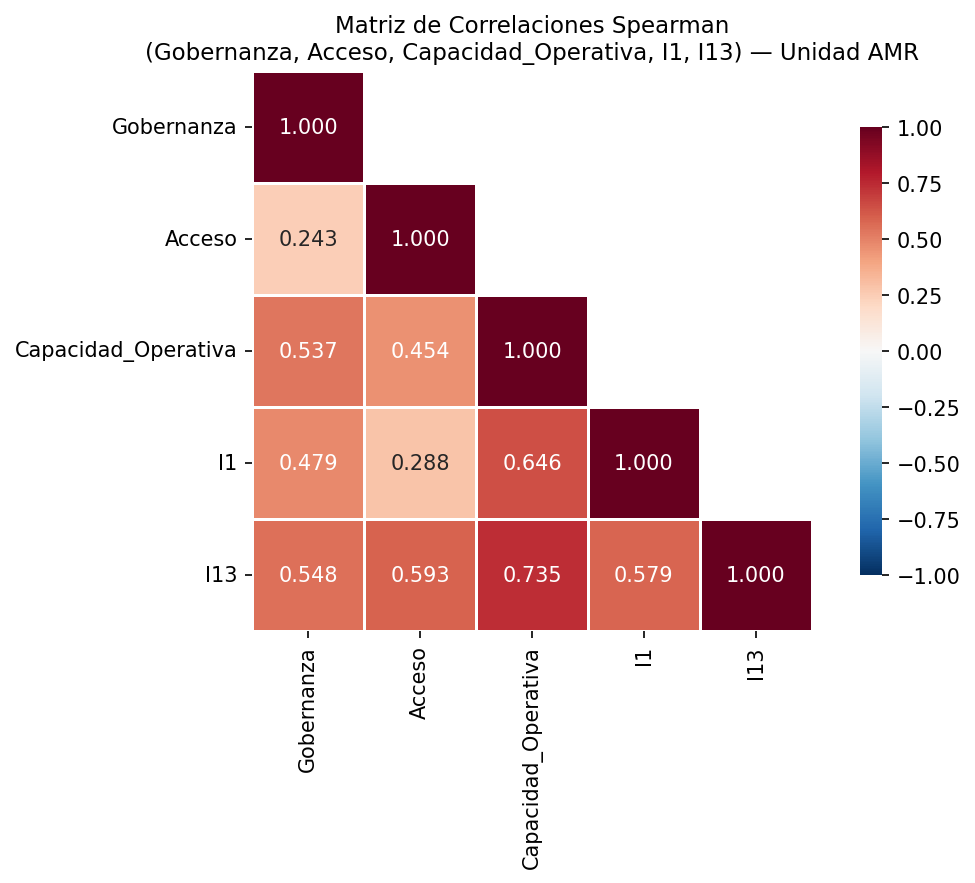 Matriz de Correlaciones Spearman
(Gobernanza, Acceso, Capacidad_Operativa, I1, I13) — Unidad AMR
Gobernanza 1.000
Acceso 0.243 1.000
Capacidad_Operativa 0.537 0.454 1.000
I1 0.479 0.288 0.646 1.000
I13 0.548 0.593 0.735 0.579 1.000
Gobernanza
Acceso
Capacidad_Operativa
I1
I13
1.00
0.75
0.50
0.25
0.00
−0.25
−0.50
−0.75
−1.00